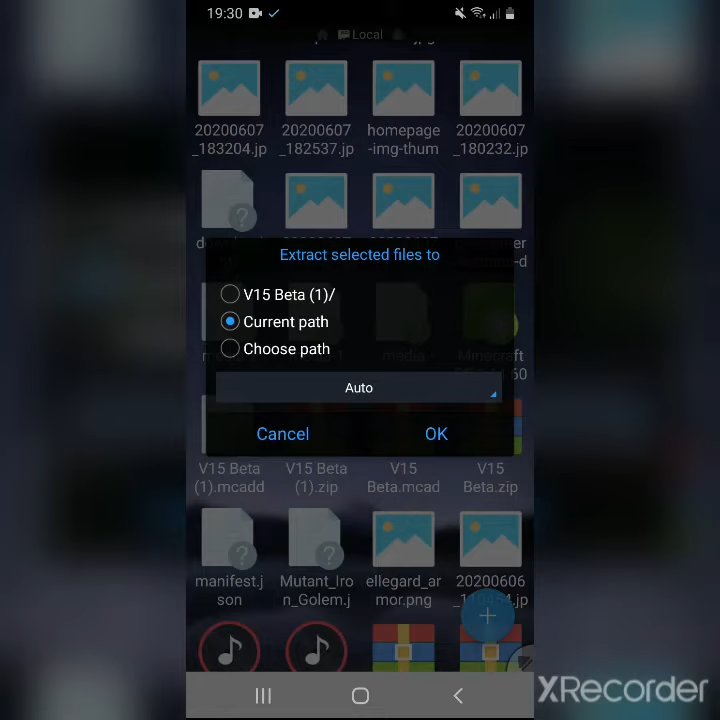 19:30
Local
20200607 20200607 homepage 20200607
_183204.jp _182537.jp -img-thum _180232.jp
Extract selected files to
V15 Beta (1)/
Current path
Choose path
Auto
Cancel OK
V15 Beta V15 Beta V15 V15
(1).mcadd (1).zip Beta.mcad Beta.zip
manifest.j Mutant_Iro ellegard_ar 20200606
son n_Golem.j mor.png _110454.jp
XRecorder